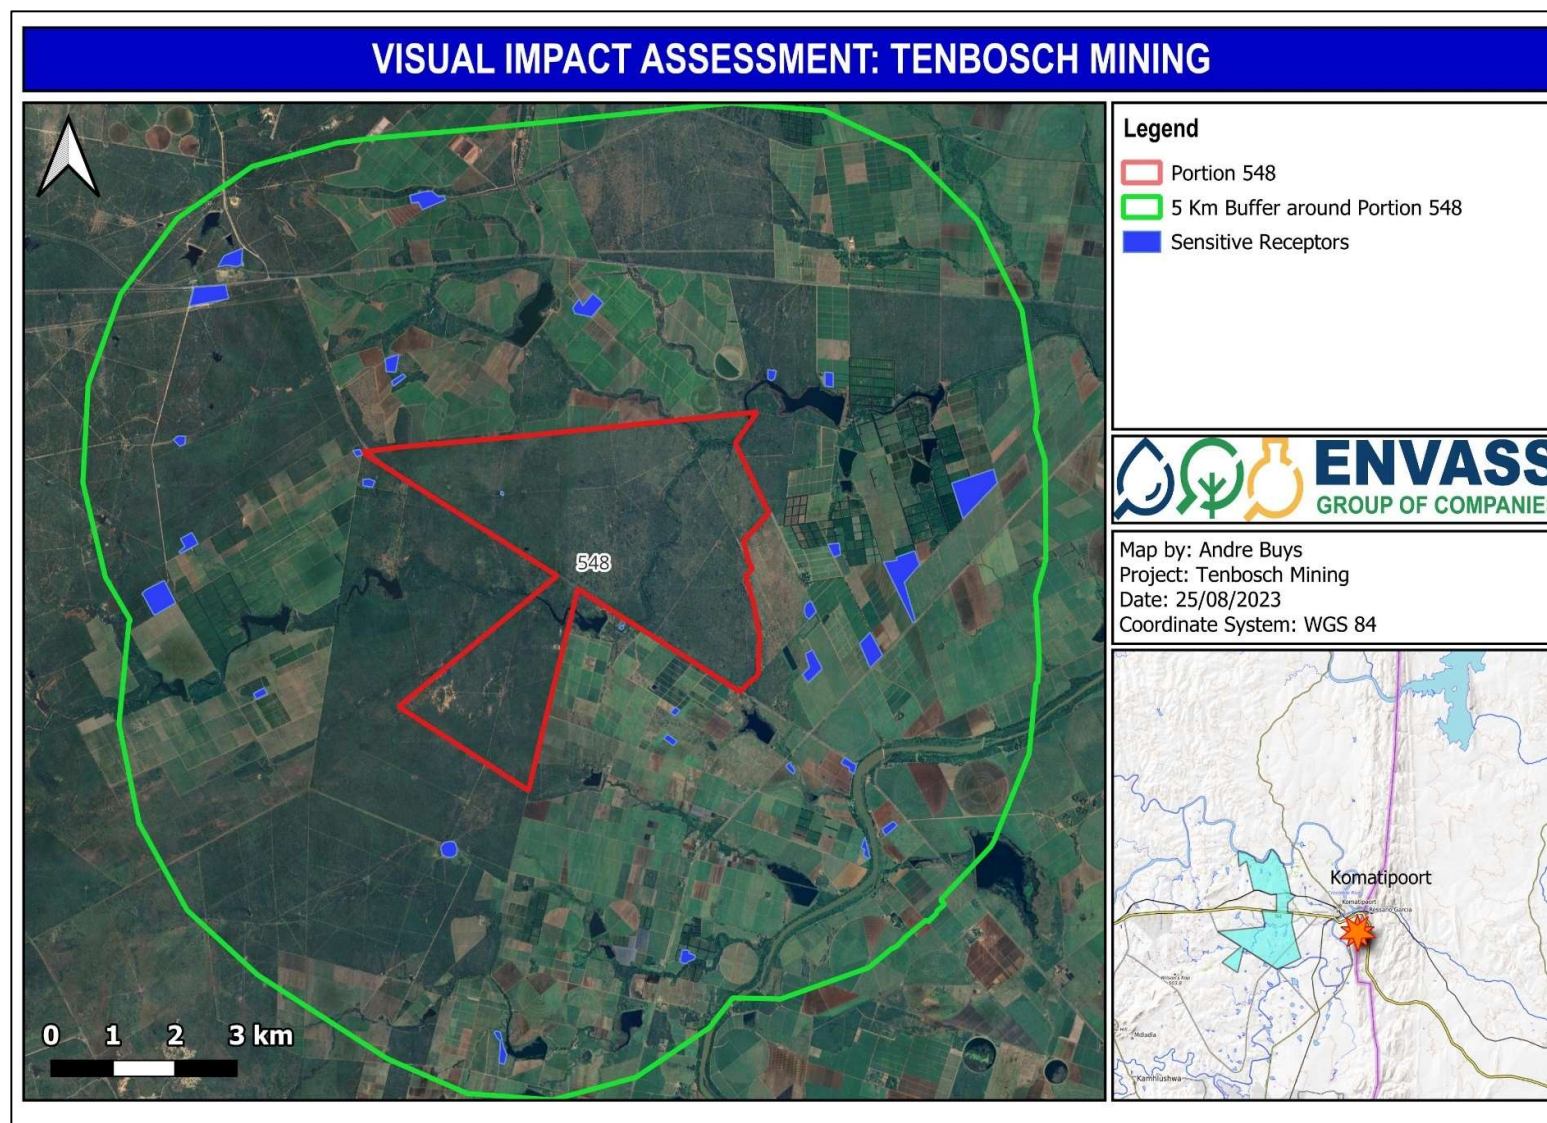 VISUAL IMPACT ASSESSMENT: TENBOSCH MINING
548
0 1 2 3 km
Legend
Portion 548
5 Km Buffer around Portion 548
Sensitive Receptors
ENVASS
GROUP OF COMPANIE
Map by: Andre Buys
Project: Tenbosch Mining
Date: 25/08/2023
Coordinate System: WGS 84
Komatipoort
Komatipoort
Ressano Garcia
Mdladla
Kamhlushwa